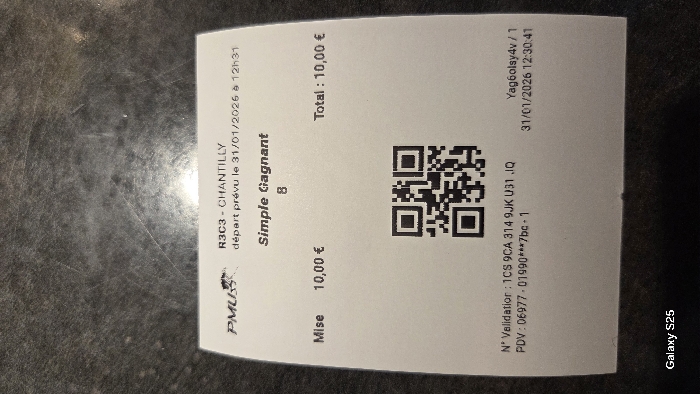 PMU
R3C3 - CHANTILLY
départ prévu le 31/01/2026 à 12h31
Simple Gagnant
8
Mise 10,00 € Total : 10,00 €
N° Validation : 1CS 9CA 314 9JK U31 JQ
PDV : 06977 - 01990***7bc - 1
Yag6olsy4v / 1
31/01/2026 12:30:41
Galaxy S25